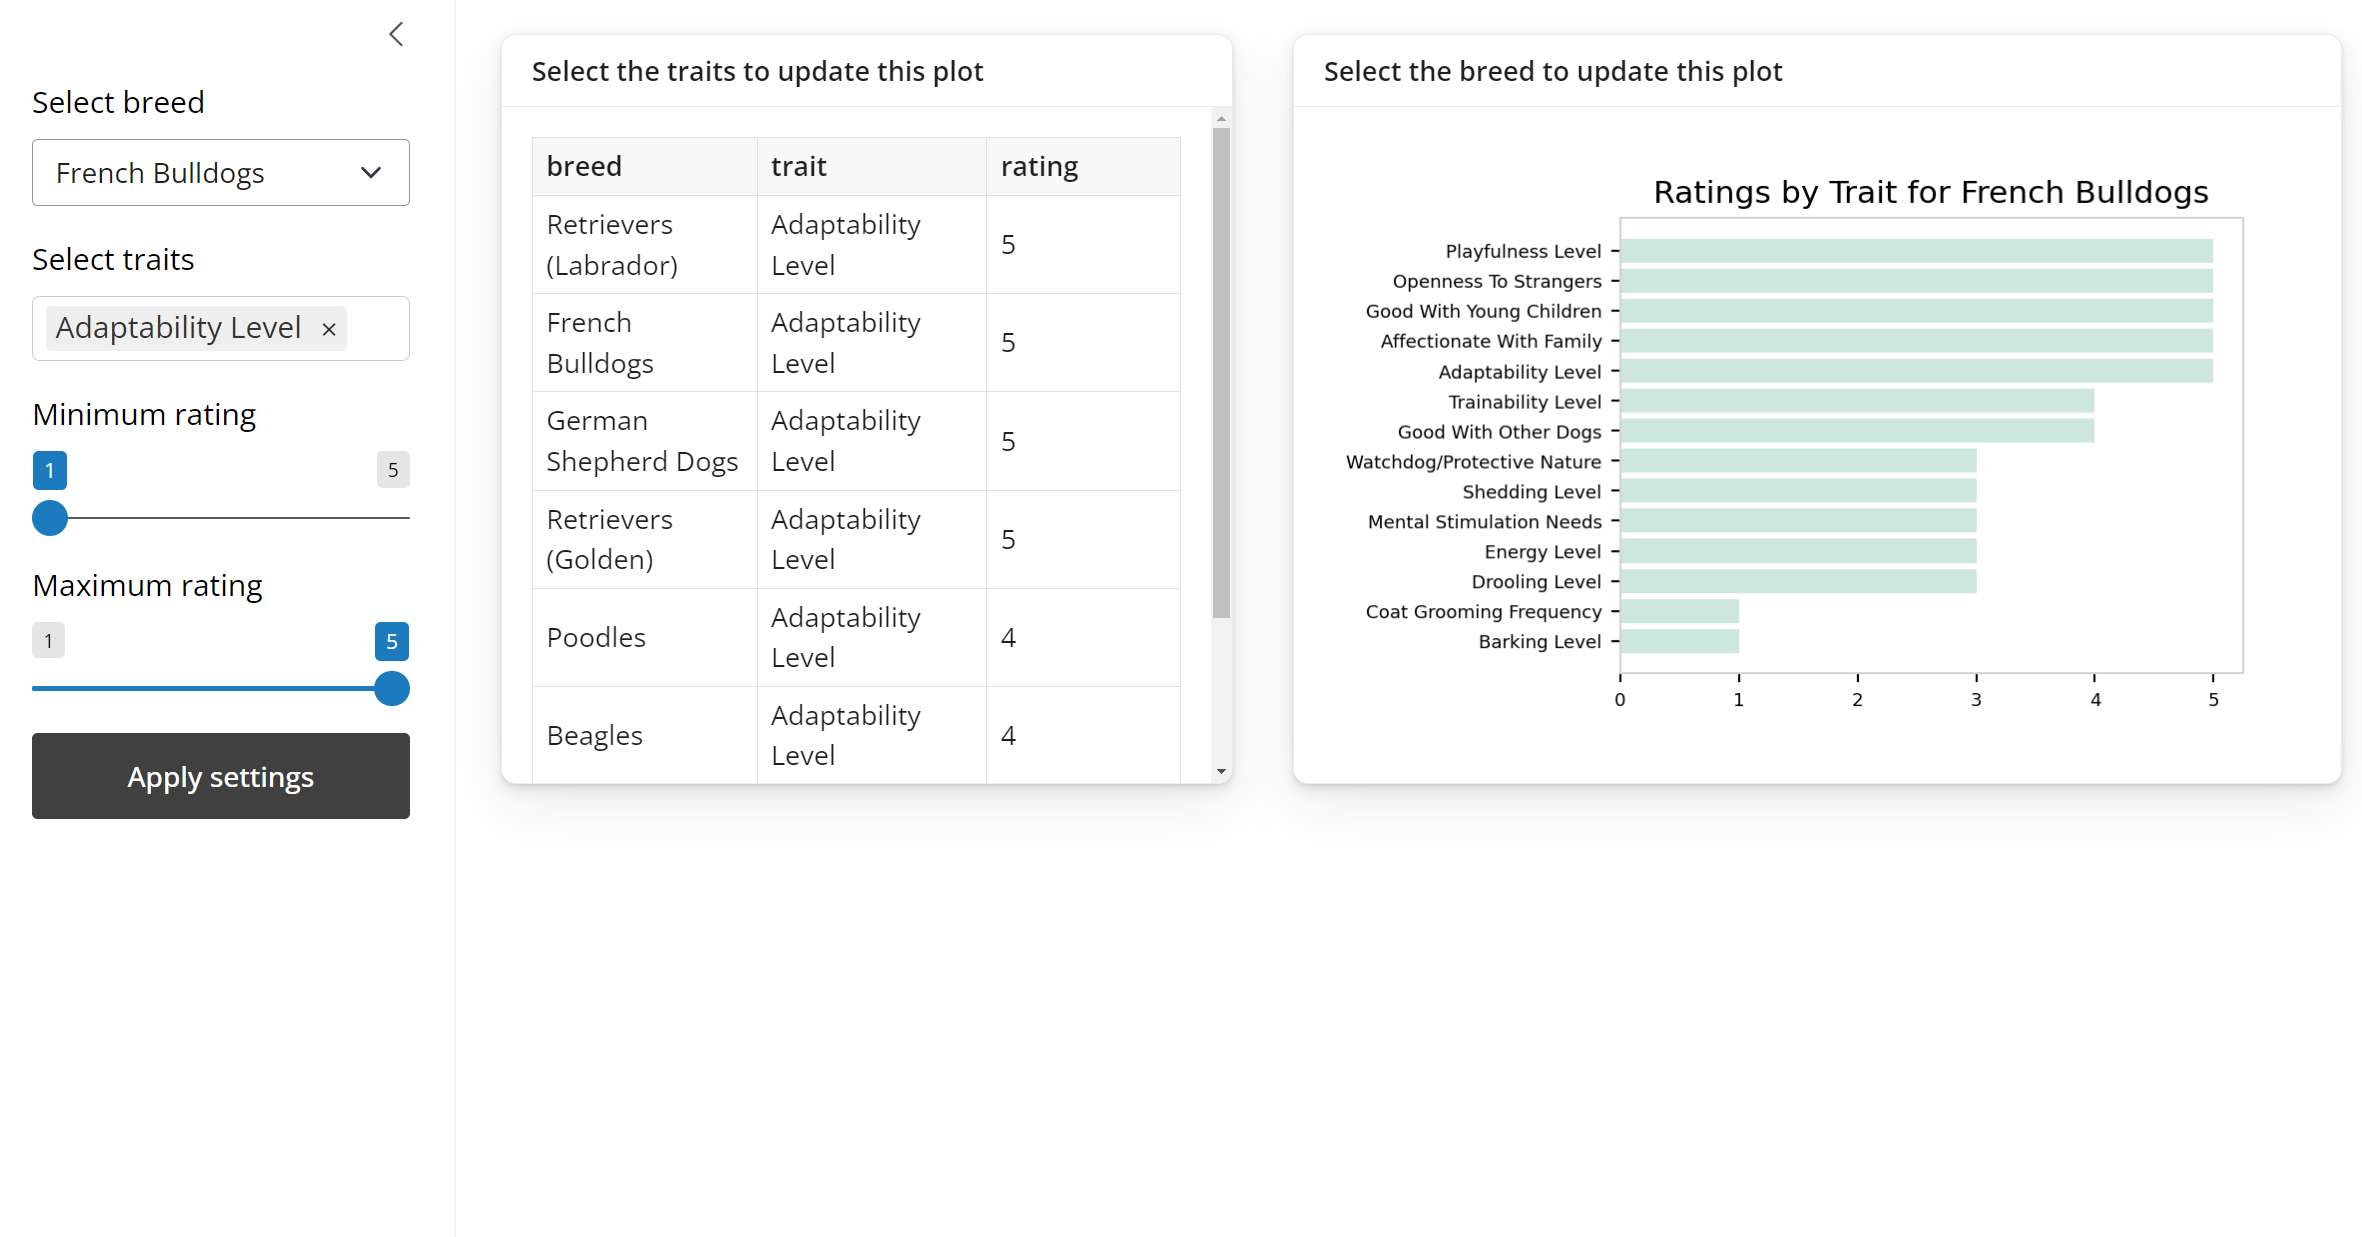 Select breed
French Bulldogs
Select traits
Adaptability Level ×
Minimum rating
1 5
Maximum rating
1 5
Apply settings
Select the traits to update this plot
breed trait rating
Retrievers (Labrador) Adaptability Level 5
French Bulldogs Adaptability Level 5
German Shepherd Dogs Adaptability Level 5
Retrievers (Golden) Adaptability Level 5
Poodles Adaptability Level 4
Beagles Adaptability Level 4
Select the breed to update this plot
Ratings by Trait for French Bulldogs
Playfulness Level
Openness To Strangers
Good With Young Children
Affectionate With Family
Adaptability Level
Trainability Level
Good With Other Dogs
Watchdog/Protective Nature
Shedding Level
Mental Stimulation Needs
Energy Level
Drooling Level
Coat Grooming Frequency
Barking Level
0 1 2 3 4 5